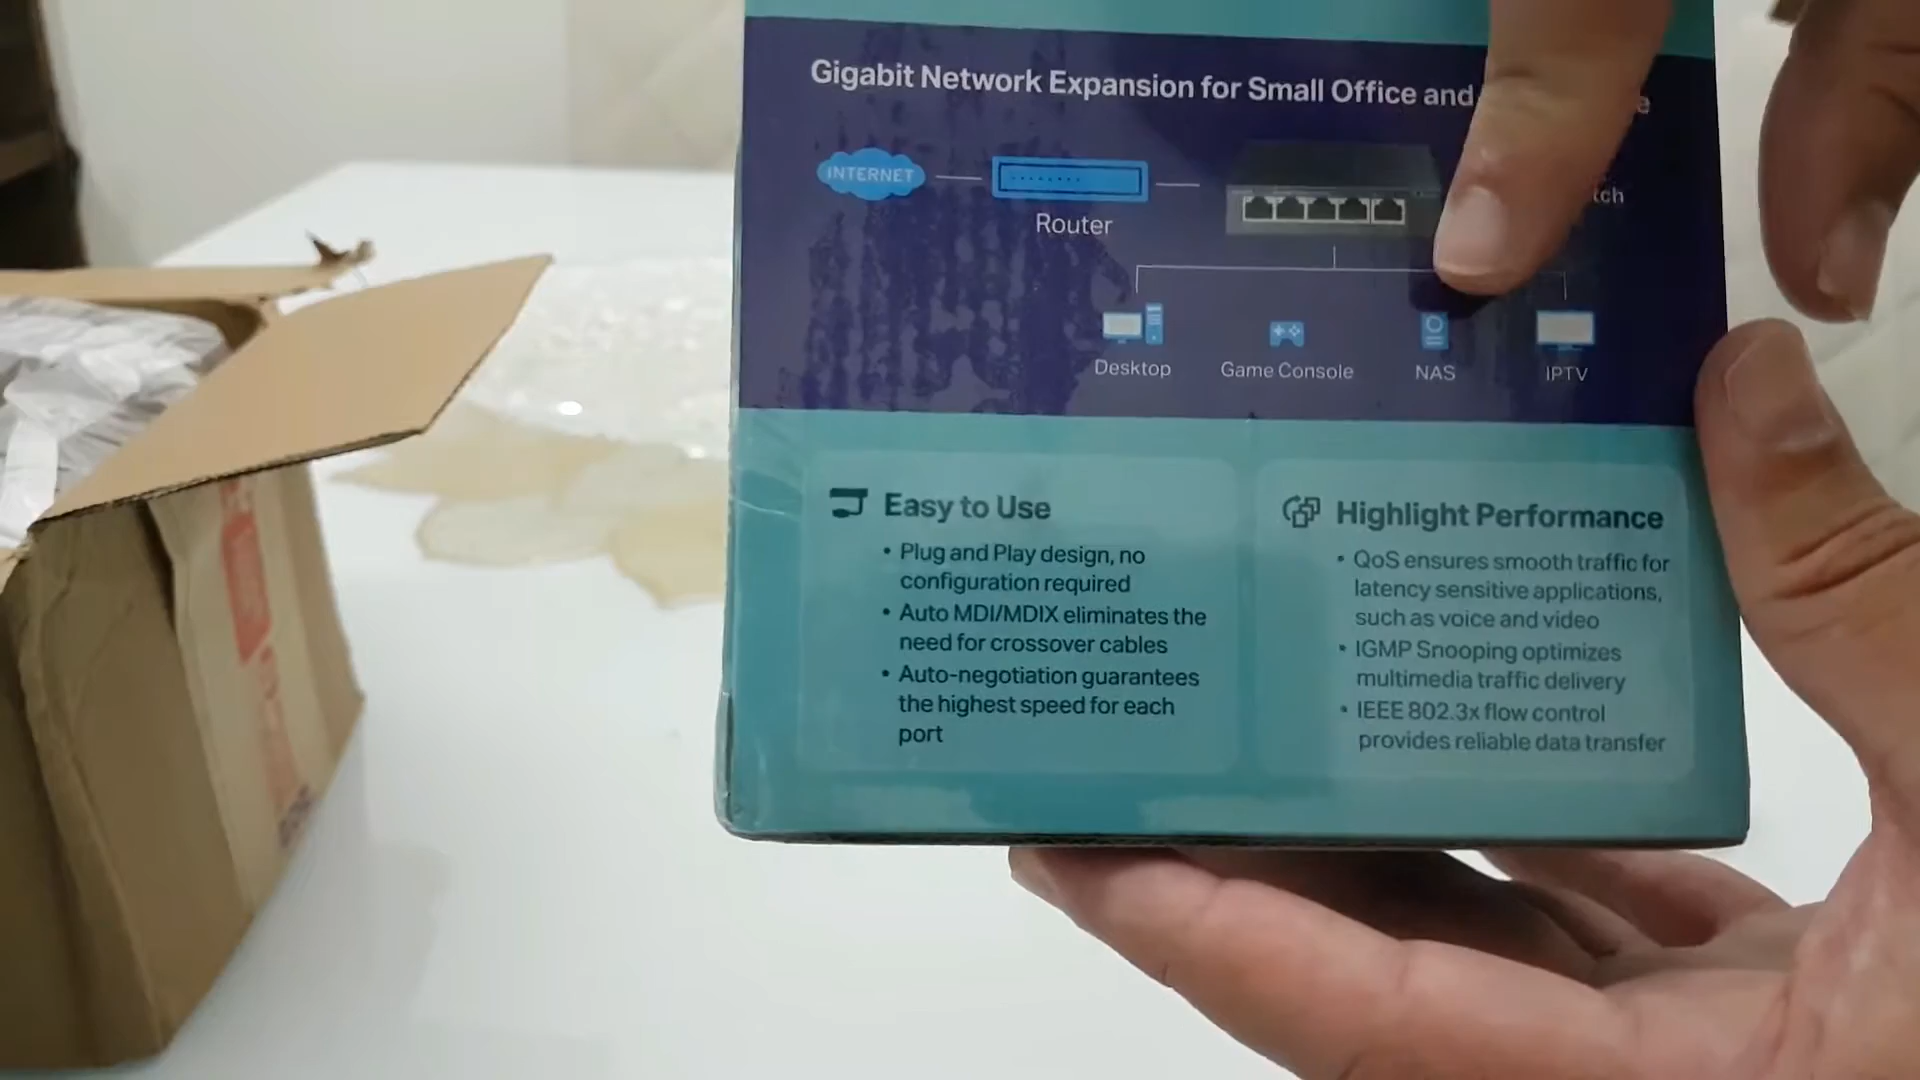 Gigabit Network Expansion for Small Office and
INTERNET
Router
Desktop
Game Console
NAS
IPTV
Easy to Use
• Plug and Play design, no
configuration required
• Auto MDI/MDIX eliminates the
need for crossover cables
• Auto-negotiation guarantees
the highest speed for each
port
Highlight Performance
• QoS ensures smooth traffic for
latency sensitive applications,
such as voice and video
• IGMP Snooping optimizes
multimedia traffic delivery
• IEEE 802.3x flow control
provides reliable data transfer